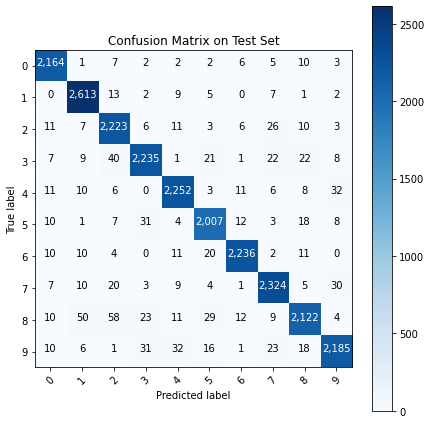 Confusion Matrix on Test Set
0 2,164 1 7 2 2 2 6 5 10 3
1 0 2,613 13 2 9 5 0 7 1 2
2 11 7 2,223 6 11 3 6 26 10 3
3 7 9 40 2,235 1 21 1 22 22 8
4 11 10 6 0 2,252 3 11 6 8 32
5 10 1 7 31 4 2,007 12 3 18 8
6 10 10 4 0 11 20 2,236 2 11 0
7 7 10 20 3 9 4 1 2,324 5 30
8 10 50 58 23 11 29 12 9 2,122 4
9 10 6 1 31 32 16 1 23 18 2,185
0 1 2 3 4 5 6 7 8 9
Predicted label
True label
2500
2000
1500
1000
500
0